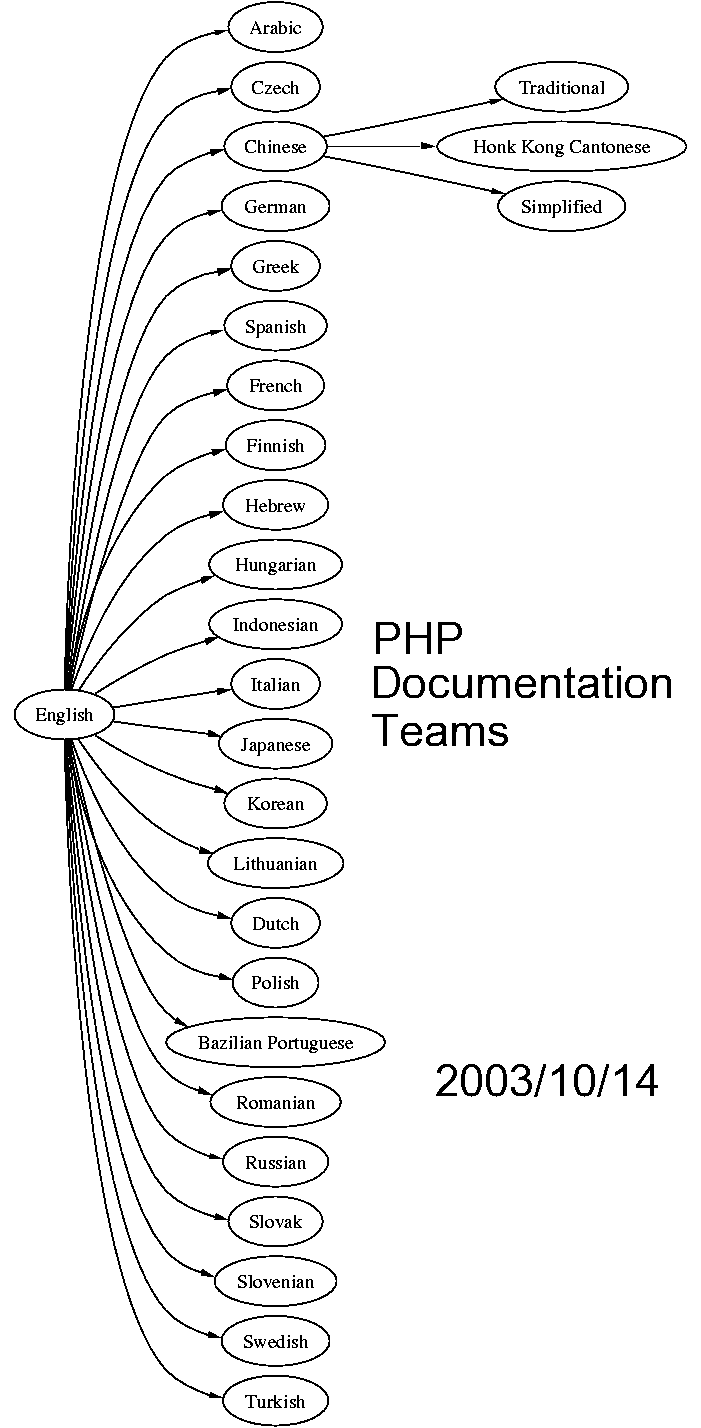 Arabic
Czech
Traditional
Chinese
Honk Kong Cantonese
German
Simplified
Greek
Spanish
French
Finnish
Hebrew
Hungarian
Indonesian
PHP
Documentation
Teams
Italian
English
Japanese
Korean
Lithuanian
Dutch
Polish
Bazilian Portuguese
2003/10/14
Romanian
Russian
Slovak
Slovenian
Swedish
Turkish